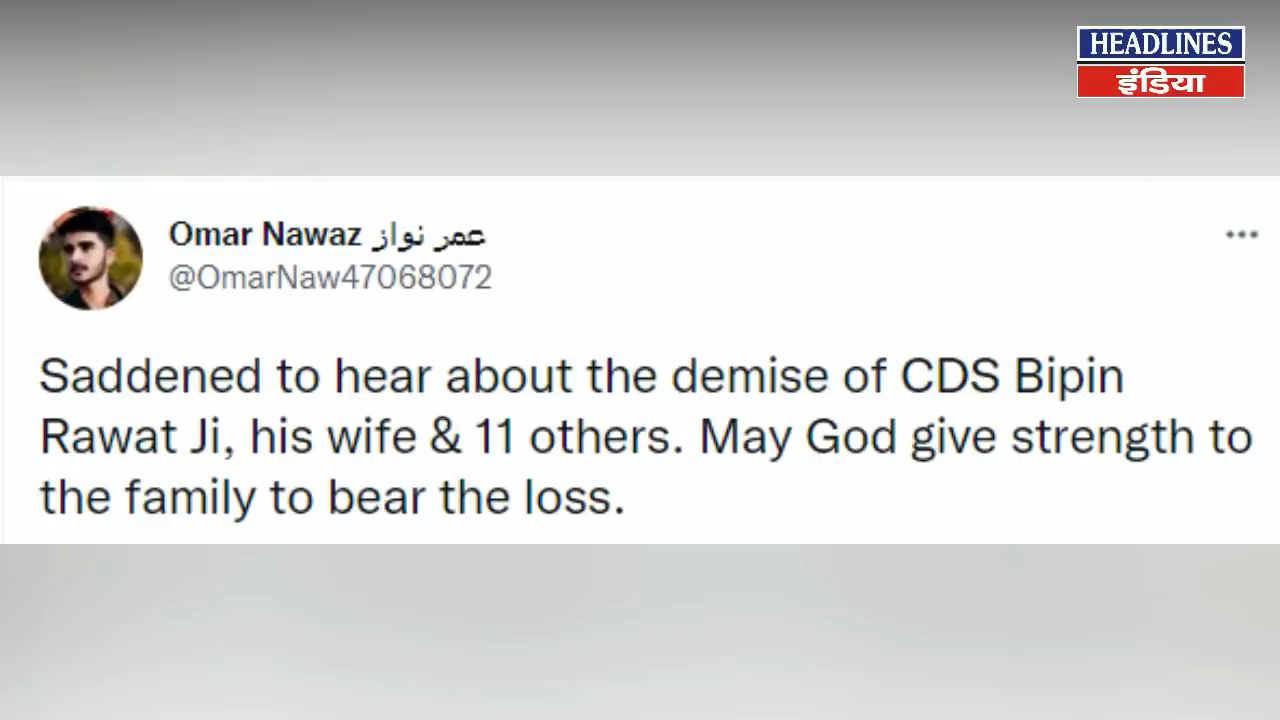 HEADLINES
इंडिया
Omar Nawaz عمر نواز
@OmarNaw47068072
Saddened to hear about the demise of CDS Bipin
Rawat Ji, his wife & 11 others. May God give strength to
the family to bear the loss.